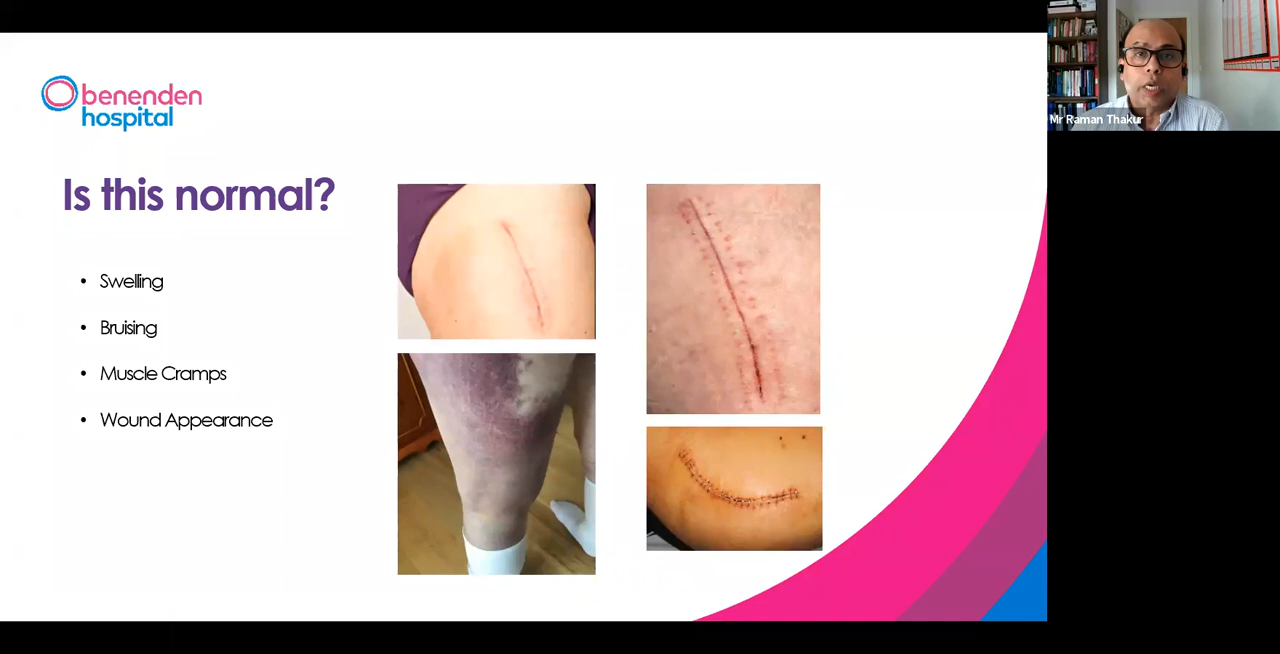 benenden
hospital
Is this normal?
• Swelling
• Bruising
• Muscle Cramps
• Wound Appearance
Mr Raman Thakur